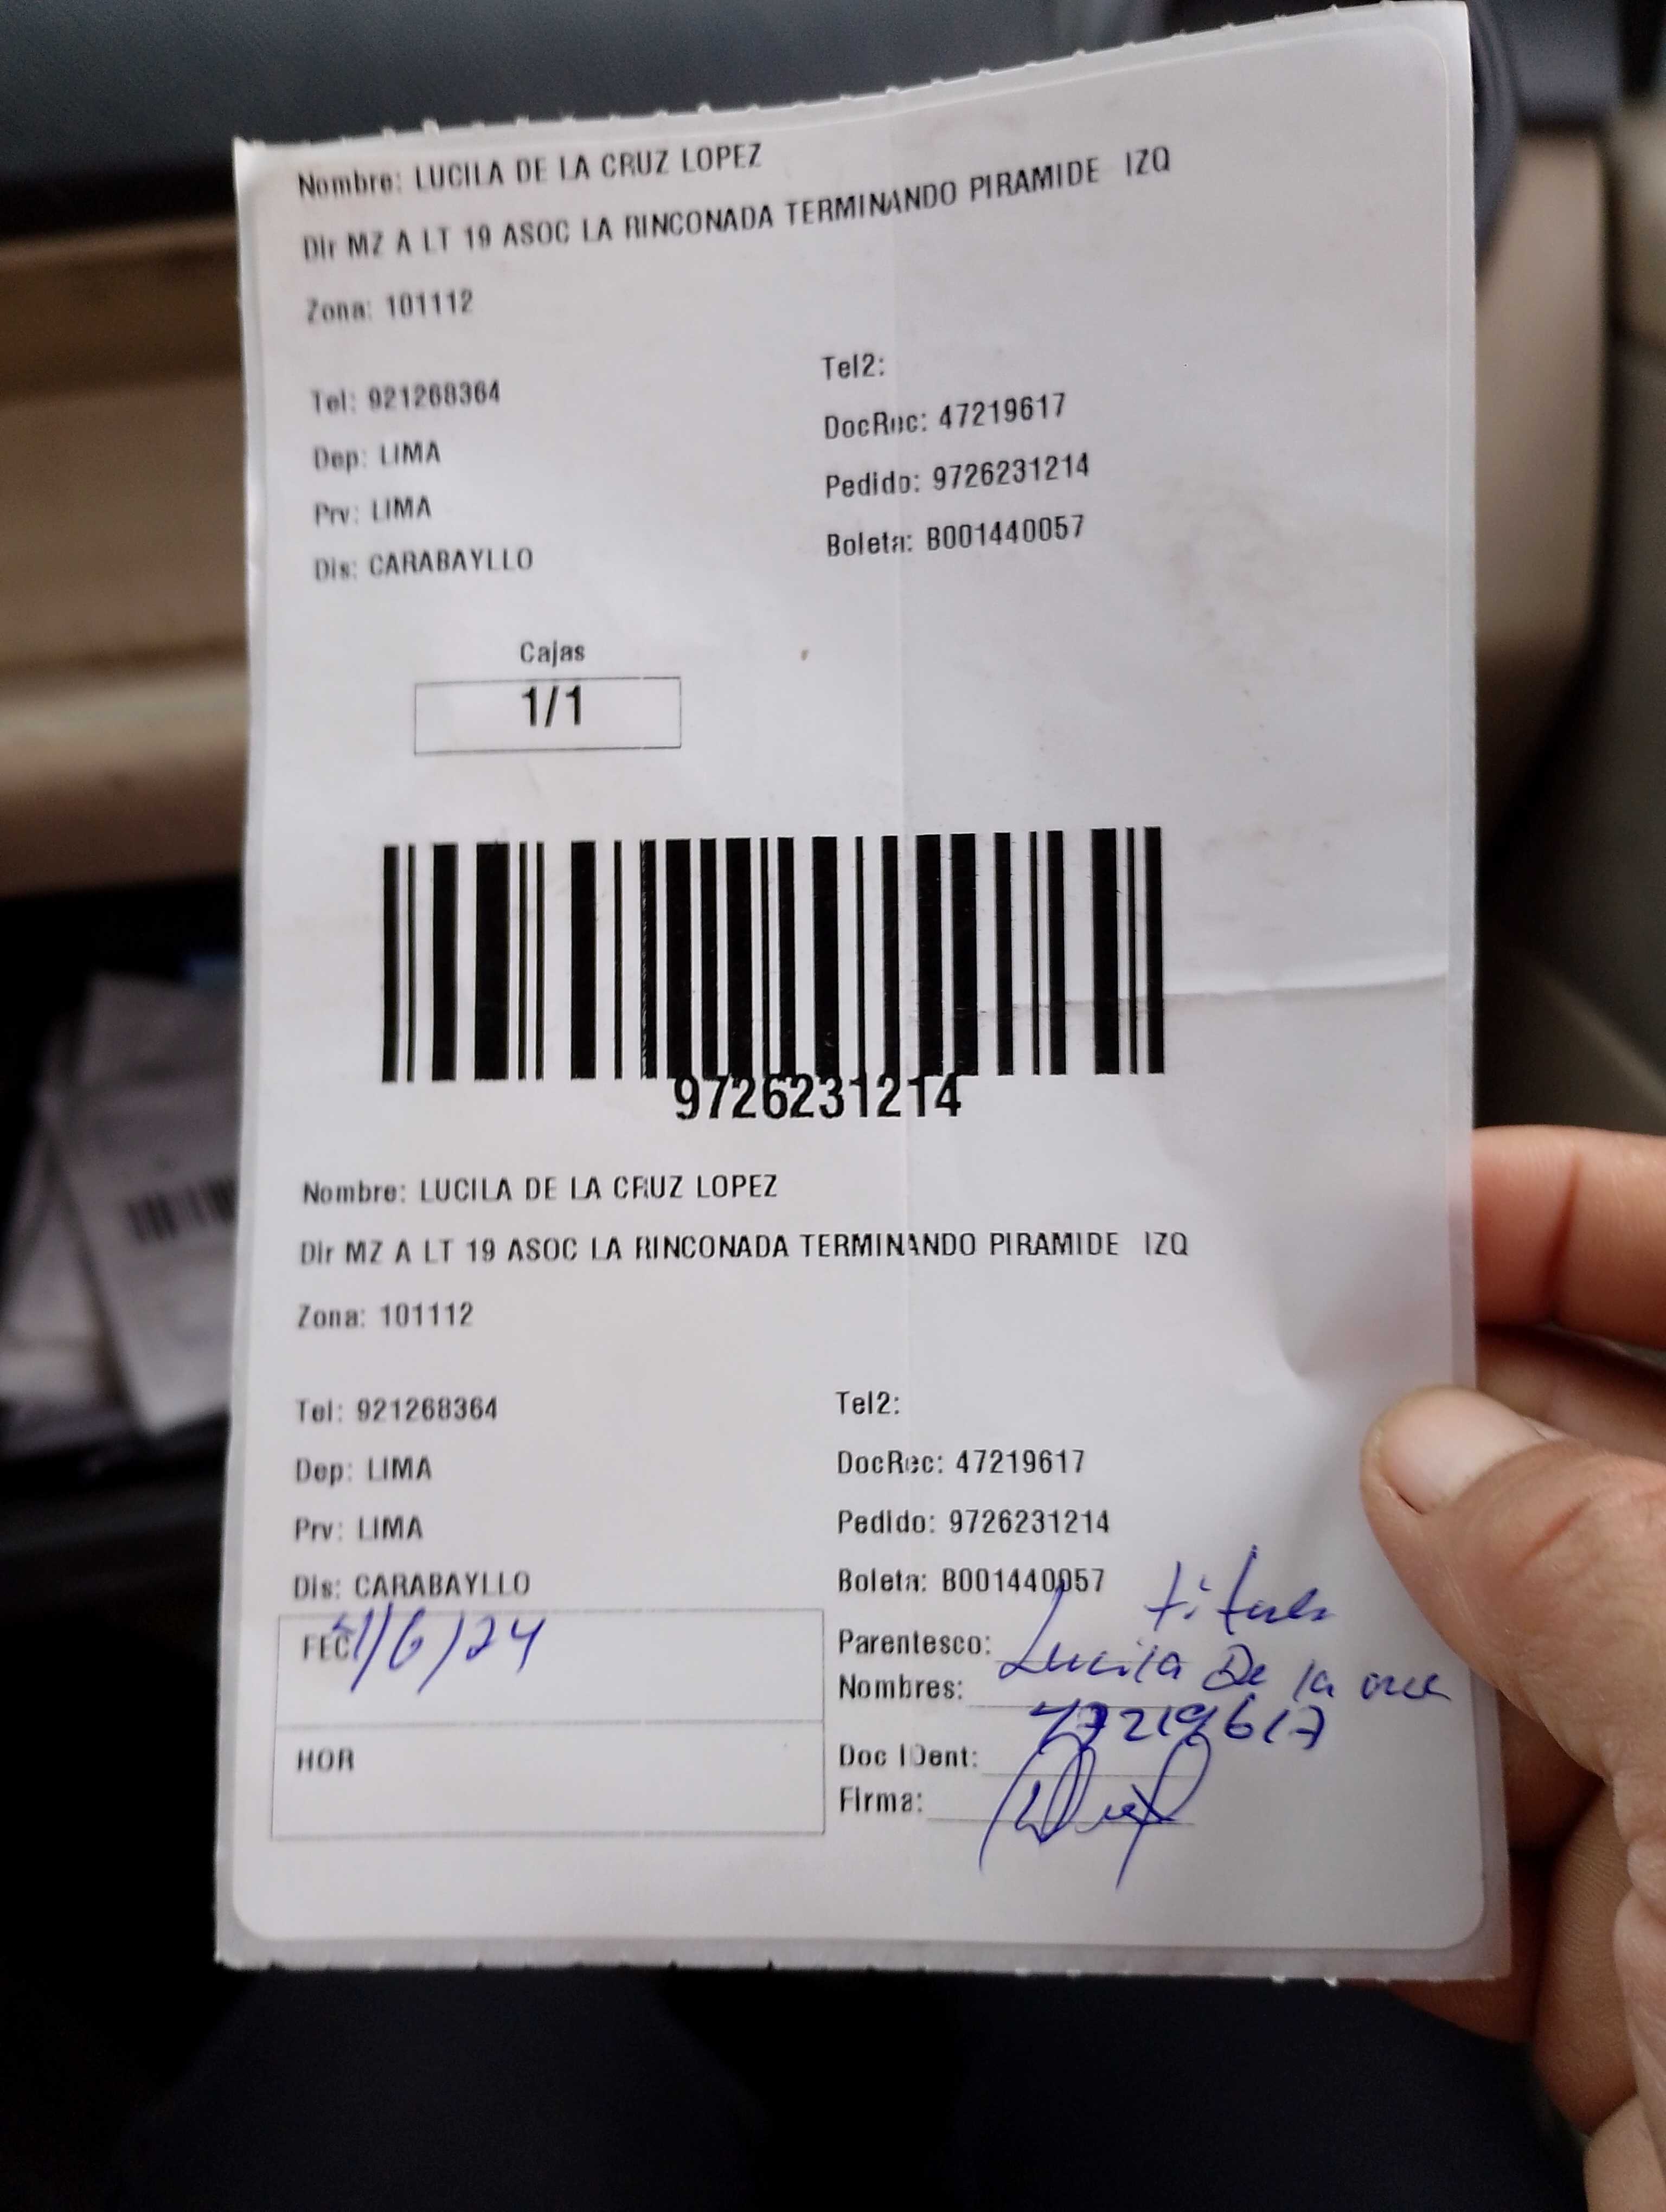 Nombre: LUCILA DE LA CRUZ LOPEZ
Dir MZ A LT 19 ASOC LA RINCONADA TERMINANDO PIRAMIDE IZQ
Zona: 101112
Tel: 921268364
Tel2:
Dep: LIMA
DocRec: 47219617
Prv: LIMA
Pedido: 9726231214
Dis: CARABAYLLO
Boleta: B001440057
Cajas
1/1
9726231214
Nombre: LUCILA DE LA CRUZ LOPEZ
Dir MZ A LT 19 ASOC LA RINCONADA TERMINANDO PIRAMIDE IZQ
Zona: 101112
Tel: 921268364
Tel2:
Dep: LIMA
DocRec: 47219617
Prv: LIMA
Pedido: 9726231214
Dis: CARABAYLLO
Boleta: B001440057
FEC
Parentesco: titular
Nombres: Lucila De la
HOR
Doc IDent: 47219617
Firma: